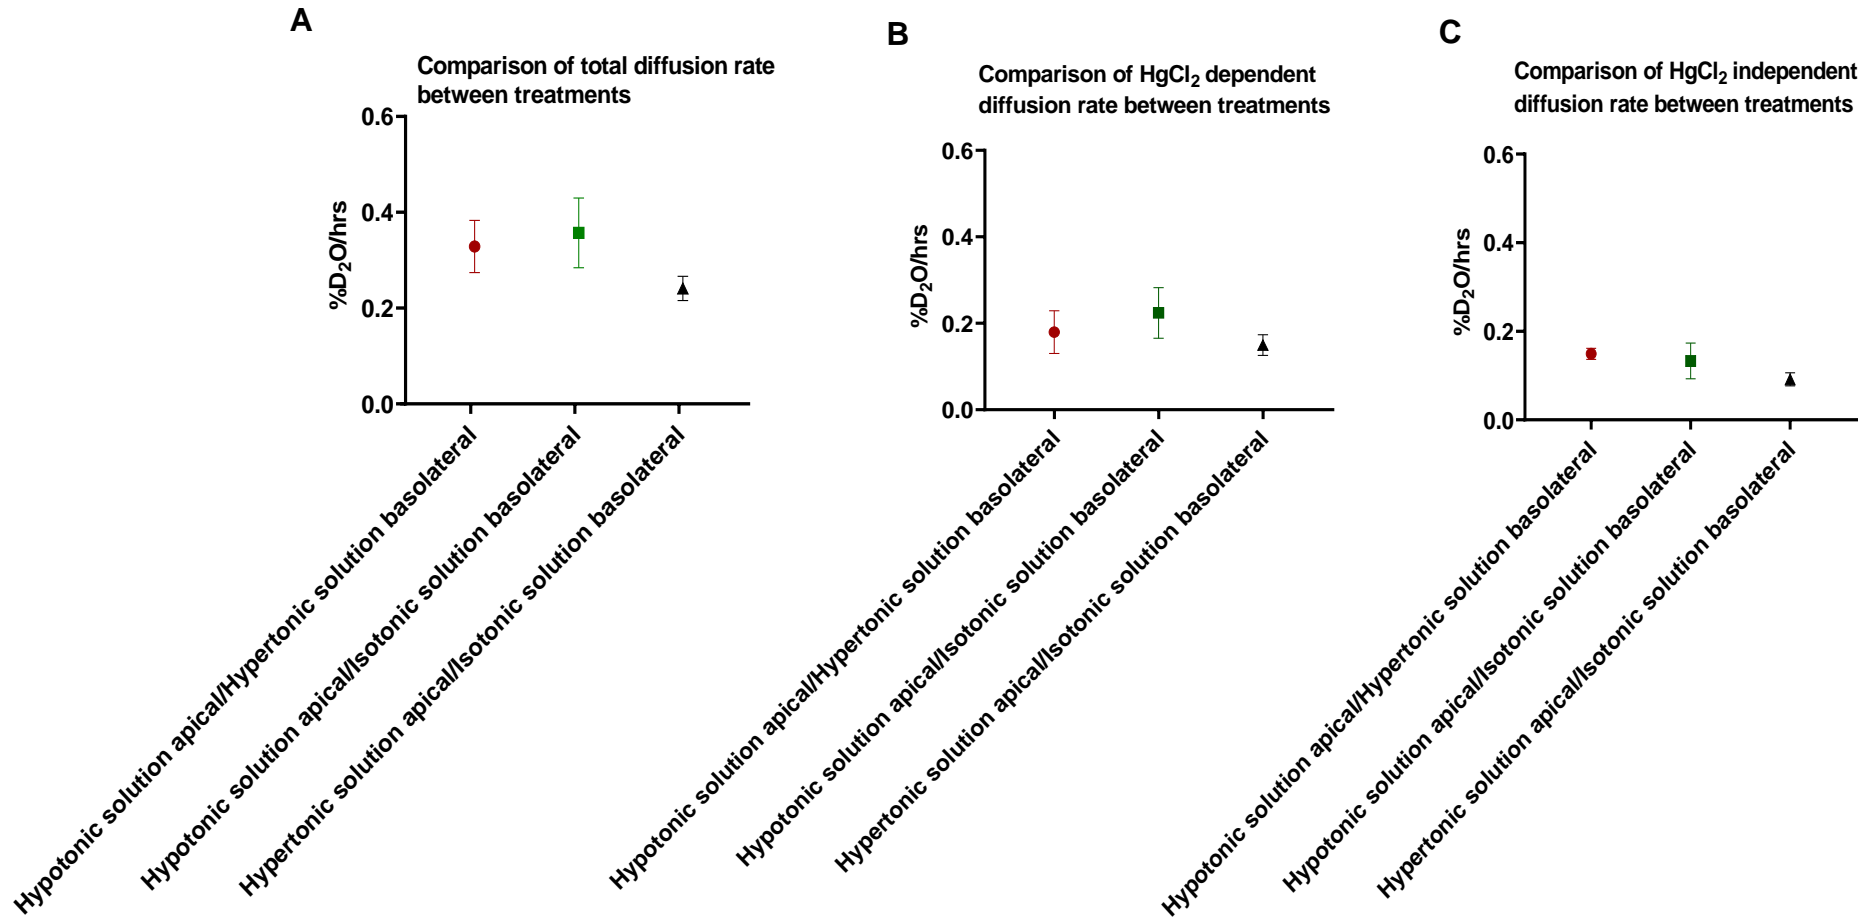 A
Comparison of total diffusion rate
between treatments
0.6
0.4
0.2
0.0
%D₂O/hrs
Hypotonic solution apical/Hypertonic solution basolateral
Hypotonic solution apical/Isotonic solution basolateral
Hypertonic solution apical/Isotonic solution basolateral
B
Comparison of HgCl₂ dependent
diffusion rate between treatments
0.6
0.4
0.2
0.0
%D₂O/hrs
Hypotonic solution apical/Hypertonic solution basolateral
Hypotonic solution apical/Isotonic solution basolateral
Hypertonic solution apical/Isotonic solution basolateral
C
Comparison of HgCl₂ independent
diffusion rate between treatments
0.6
0.4
0.2
0.0
%D₂O/hrs
Hypotonic solution apical/Hypertonic solution basolateral
Hypotonic solution apical/Isotonic solution basolateral
Hypertonic solution apical/Isotonic solution basolateral